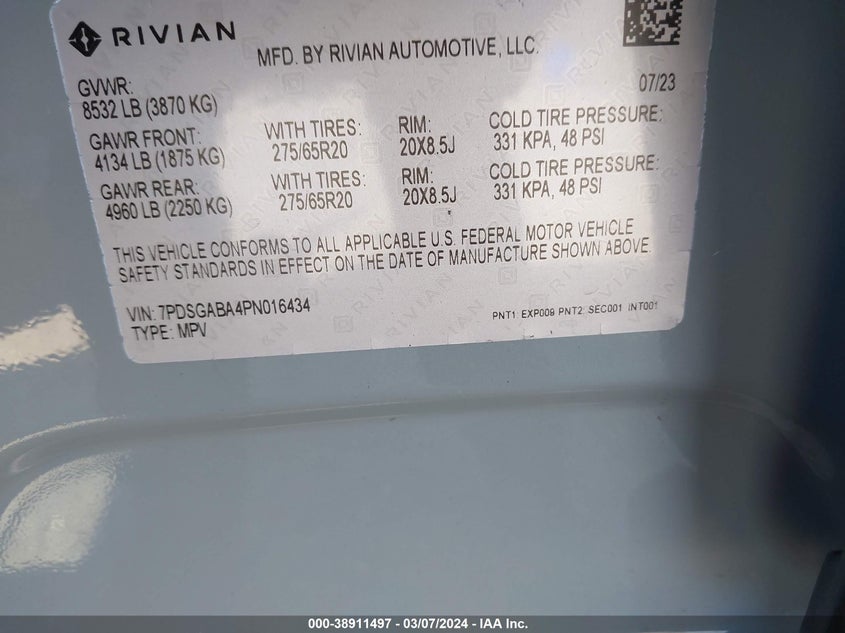 RIVIAN
MFD. BY RIVIAN AUTOMOTIVE, LLC.
07/23
GVWR:
8532 LB (3870 KG)
GAWR FRONT: WITH TIRES: RIM: COLD TIRE PRESSURE:
4134 LB (1875 KG) 275/65R20 20X8.5J 331 KPA, 48 PSI
GAWR REAR: WITH TIRES: RIM: COLD TIRE PRESSURE:
4960 LB (2250 KG) 275/65R20 20X8.5J 331 KPA, 48 PSI
THIS VEHICLE CONFORMS TO ALL APPLICABLE U.S. FEDERAL MOTOR VEHICLE
SAFETY STANDARDS IN EFFECT ON THE DATE OF MANUFACTURE SHOWN ABOVE.
VIN: 7PDSGABA4PN016434
TYPE: MPV
PNT1: EXP009 PNT2: SEC001 INT001
000-38911497 - 03/07/2024 - IAA Inc.